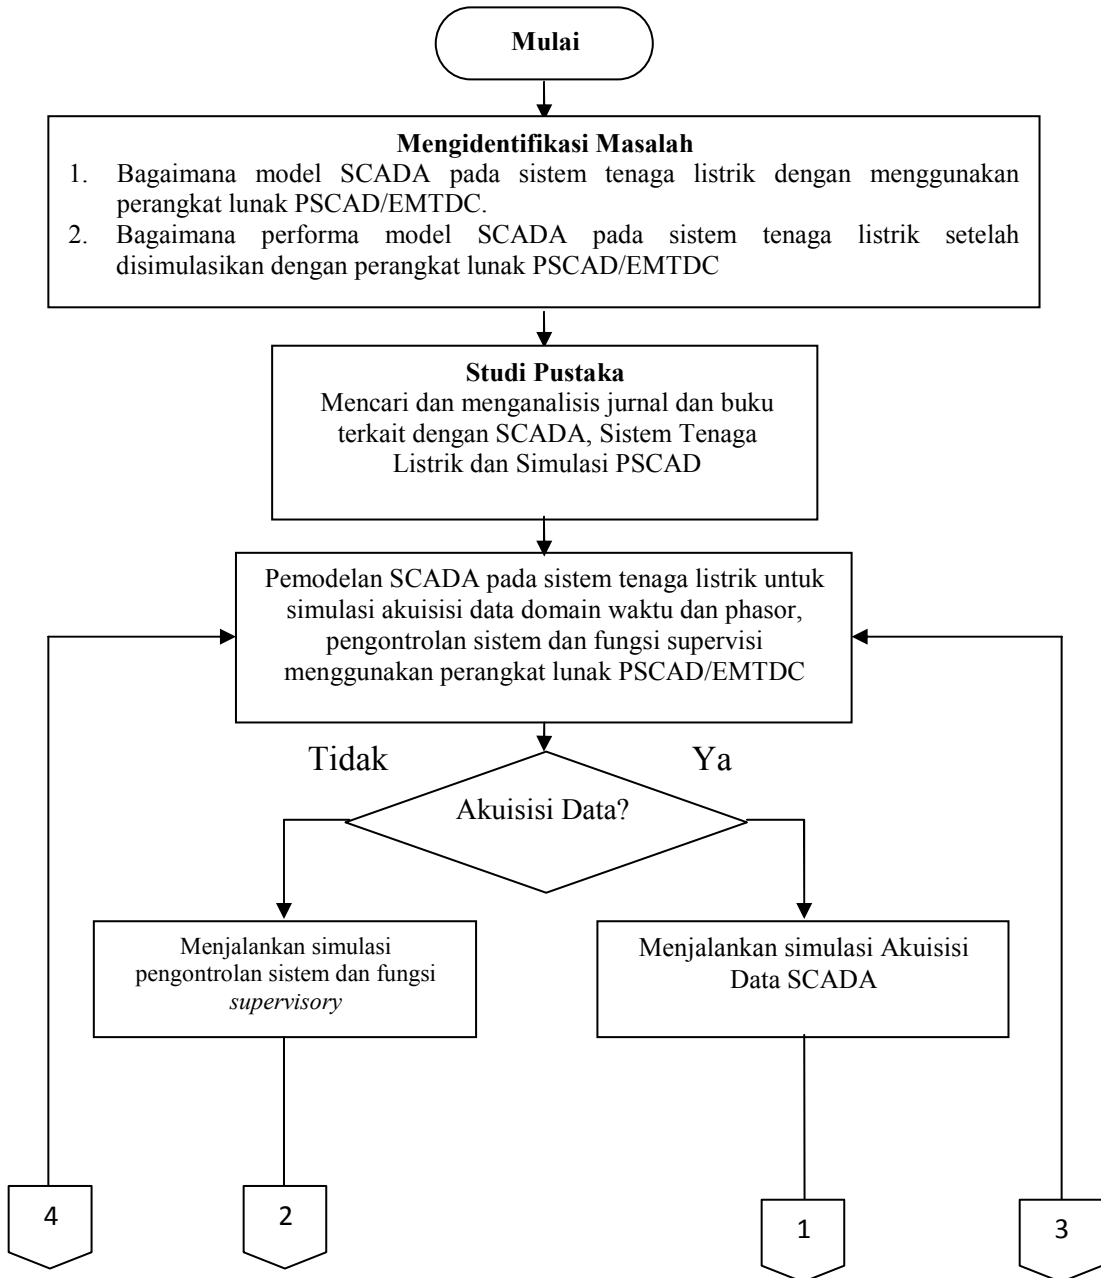 Mulai
Mengidentifikasi Masalah
1. Bagaimana model SCADA pada sistem tenaga listrik dengan menggunakan
perangkat lunak PSCAD/EMTDC.
2. Bagaimana performa model SCADA pada sistem tenaga listrik setelah
disimulasikan dengan perangkat lunak PSCAD/EMTDC
Studi Pustaka
Mencari dan menganalisis jurnal dan buku
terkait dengan SCADA, Sistem Tenaga
Listrik dan Simulasi PSCAD
Pemodelan SCADA pada sistem tenaga listrik untuk
simulasi akuisisi data domain waktu dan phasor,
pengontrolan sistem dan fungsi supervisi
menggunakan perangkat lunak PSCAD/EMTDC
Tidak
Ya
Akuisisi Data?
Menjalankan simulasi
pengontrolan sistem dan fungsi
supervisory
Menjalankan simulasi Akuisisi
Data SCADA
4
2
1
3